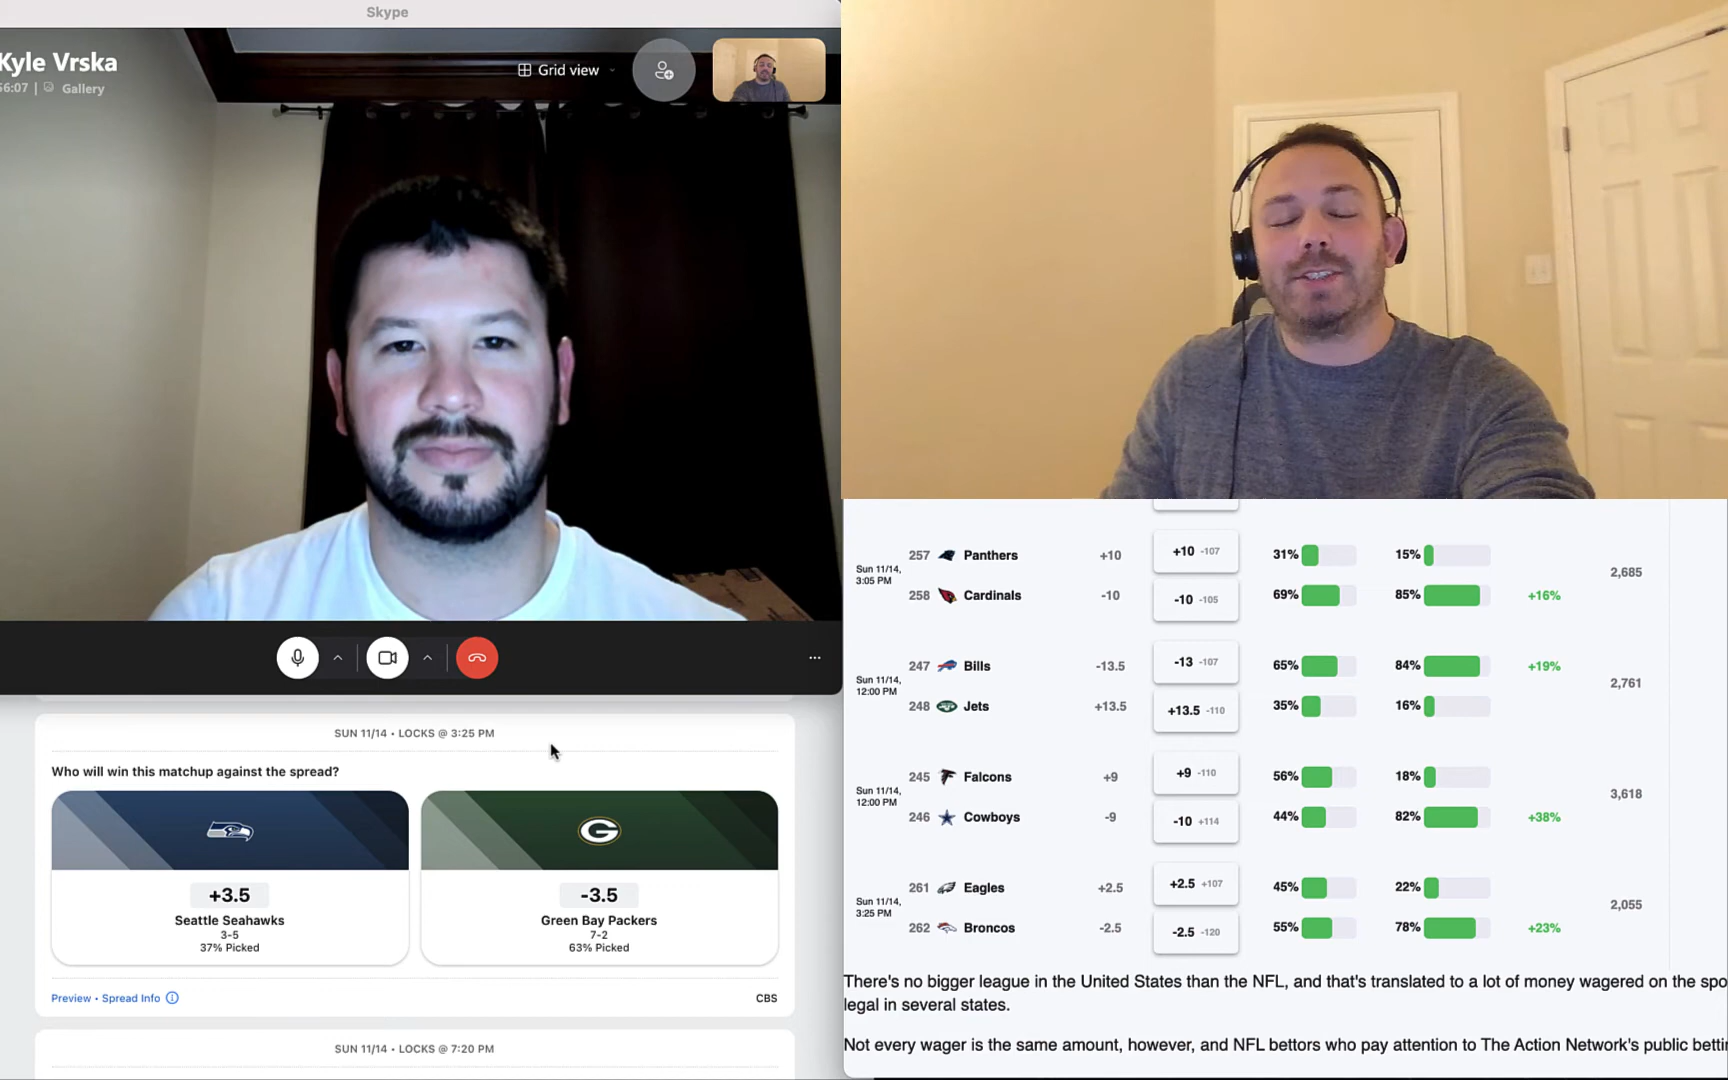 Skype
Kyle Vrska
56:07 | Gallery
Grid view
SUN 11/14 • LOCKS @ 3:25 PM
Who will win this matchup against the spread?
+3.5
Seattle Seahawks
3-5
37% Picked
-3.5
Green Bay Packers
7-2
63% Picked
Preview • Spread Info
CBS
SUN 11/14 • LOCKS @ 7:20 PM
Sun 11/14,
3:05 PM
257 Panthers +10 +10 -107 31% 15%
258 Cardinals -10 -10 -105 69% 85% +16%
2,685
Sun 11/14,
12:00 PM
247 Bills -13.5 -13 -107 65% 84% +19%
248 Jets +13.5 +13.5 -110 35% 16%
2,761
Sun 11/14,
12:00 PM
245 Falcons +9 +9 -110 56% 18%
246 Cowboys -9 -10 +114 44% 82% +38%
3,618
Sun 11/14,
3:25 PM
261 Eagles +2.5 +2.5 +107 45% 22%
262 Broncos -2.5 -2.5 -120 55% 78% +23%
2,055
There's no bigger league in the United States than the NFL, and that's translated to a lot of money wagered on the spo
legal in several states.
Not every wager is the same amount, however, and NFL bettors who pay attention to The Action Network's public betti